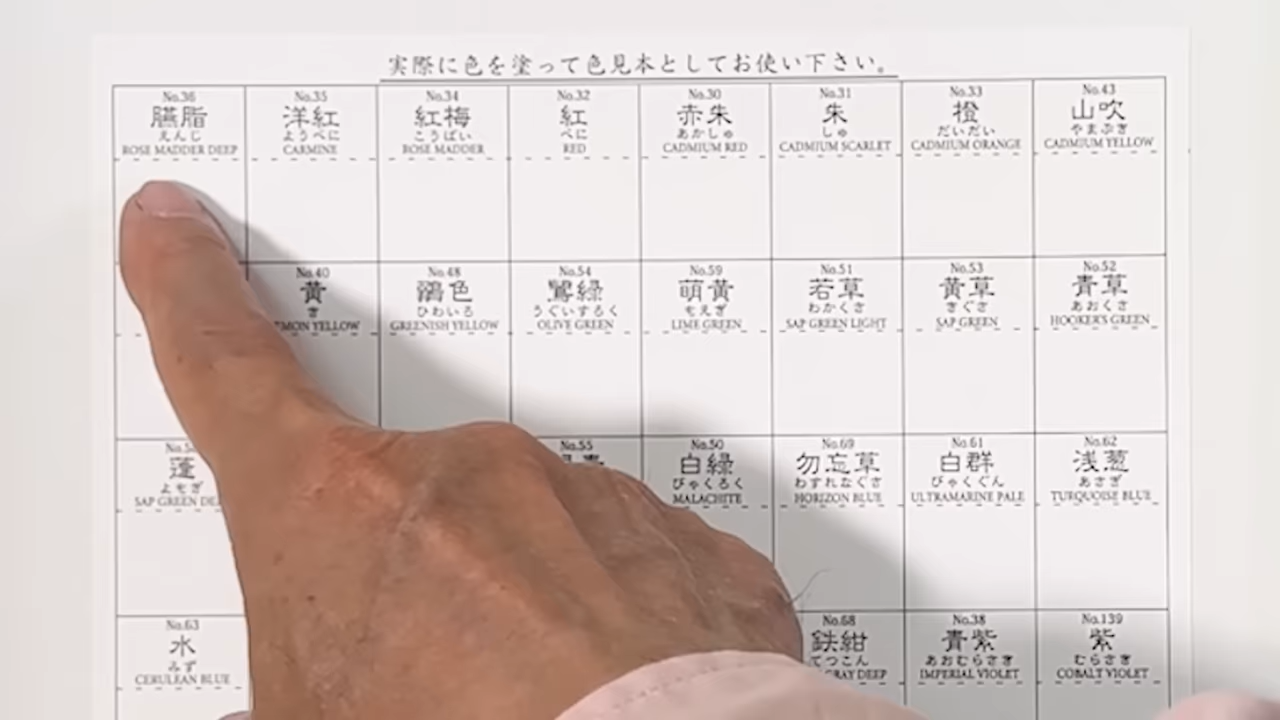 実際に色を塗って色見本としてお使い下さい。
No.36
臙脂
えんじ
ROSE MADDER DEEP
No.35
洋紅
ようべに
CARMINE
No.34
紅梅
こうばい
ROSE MADDER
No.32
紅
べに
RED
No.30
赤朱
あかしゅ
CADMIUM RED
No.31
朱
しゅ
CADMIUM SCARLET
No.33
橙
だいだい
CADMIUM ORANGE
No.43
山吹
やまぶき
CADMIUM YELLOW
No.40
黄
き
YELLOW
No.48
鶸色
ひわいろ
GREENISH YELLOW
No.54
鶯緑
うぐいすろく
OLIVE GREEN
No.59
萌黄
もえぎ
LIME GREEN
No.51
若草
わかくさ
SAP GREEN LIGHT
No.53
黄草
きぐさ
SAP GREEN
No.52
青草
あおくさ
HOOKER'S GREEN
蓬
よもぎ
SAP GREEN
No.55
No.50
白緑
びゃくろく
MALACHITE
No.69
勿忘草
わすれなぐさ
HORIZON BLUE
No.61
白群
びゃくぐん
ULTRAMARINE PALE
No.62
浅葱
あさぎ
TURQUOISE BLUE
No.63
水
みず
CERULEAN BLUE
No.68
鉄紺
てつこん
GRAY DEEP
No.38
青紫
あおむらさき
IMPERIAL VIOLET
No.139
紫
むらさき
COBALT VIOLET